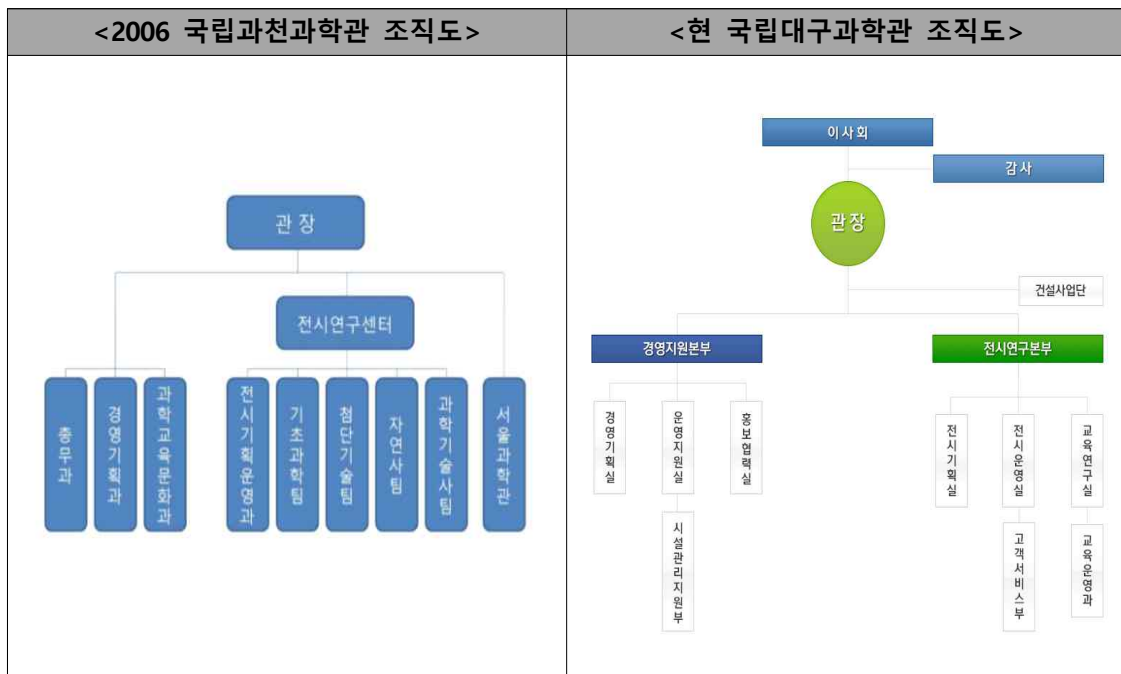 <2006 국립과천과학관 조직도>
<현 국립대구과학관 조직도>
관 장
전시연구센터
총무과
경영기획과
과학교육문화과
전시기획운영과
기초과학팀
첨단기술팀
자연사팀
과학기술사팀
서울과학관
이사회
감사
관장
건설사업단
경영지원본부
전시연구본부
경영기획실
운영지원실
홍보협력실
전시기획실
전시운영실
교육연구실
시설관리지원부
고객서비스부
교육운영과